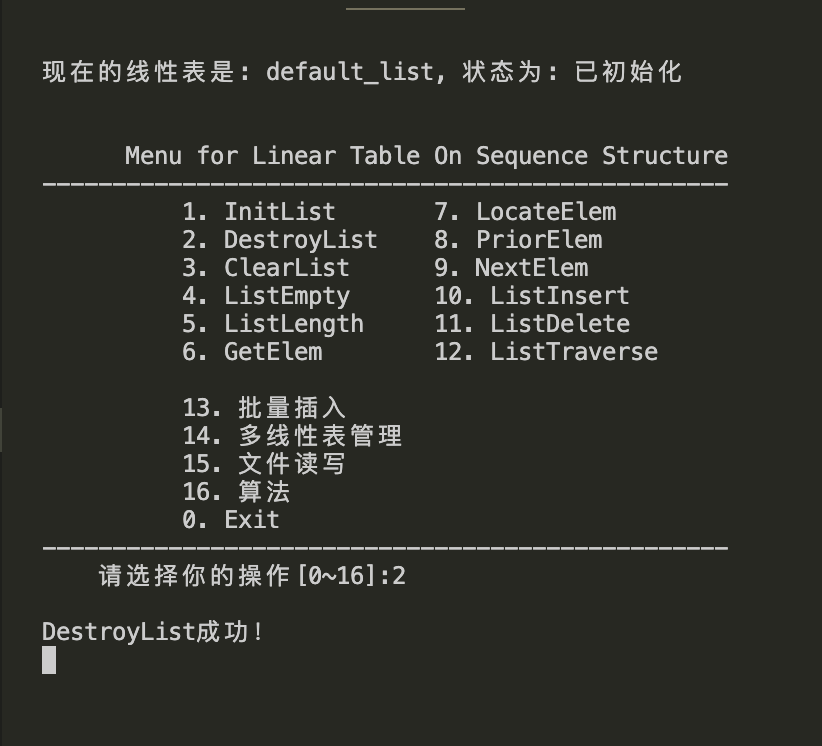 现在的线性表是: default_list, 状态为: 已初始化
Menu for Linear Table On Sequence Structure
-------------------------------------------------
1. InitList 7. LocateElem
2. DestroyList 8. PriorElem
3. ClearList 9. NextElem
4. ListEmpty 10. ListInsert
5. ListLength 11. ListDelete
6. GetElem 12. ListTraverse
13. 批量插入
14. 多线性表管理
15. 文件读写
16. 算法
0. Exit
-------------------------------------------------
请选择你的操作[0~16]:2
DestroyList成功!